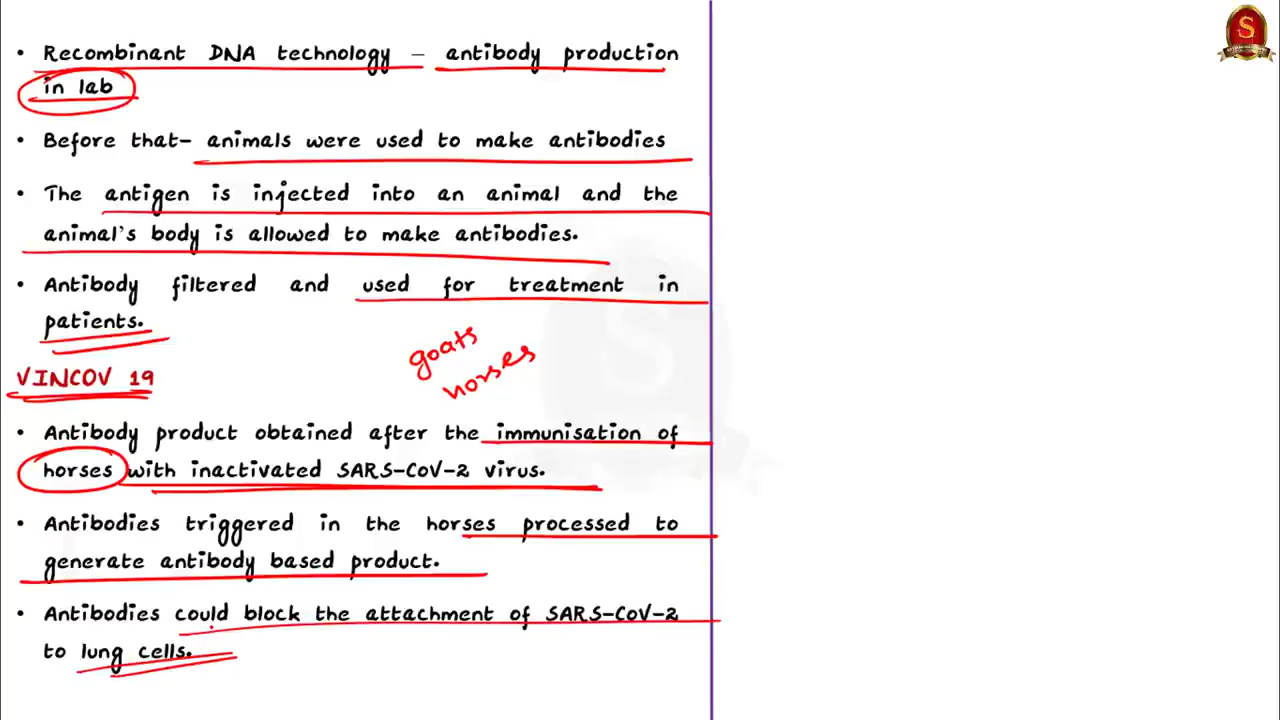 • Recombinant DNA technology – antibody production
in lab
• Before that- animals were used to make antibodies
• The antigen is injected into an animal and the
animal's body is allowed to make antibodies.
• Antibody filtered and used for treatment in
patients.
goats
horses
VINCOV 19
• Antibody product obtained after the immunisation of
horses with inactivated SARS-CoV-2 virus.
• Antibodies triggered in the horses processed to
generate antibody based product.
• Antibodies could block the attachment of SARS-CoV-2
to lung cells.
S
S